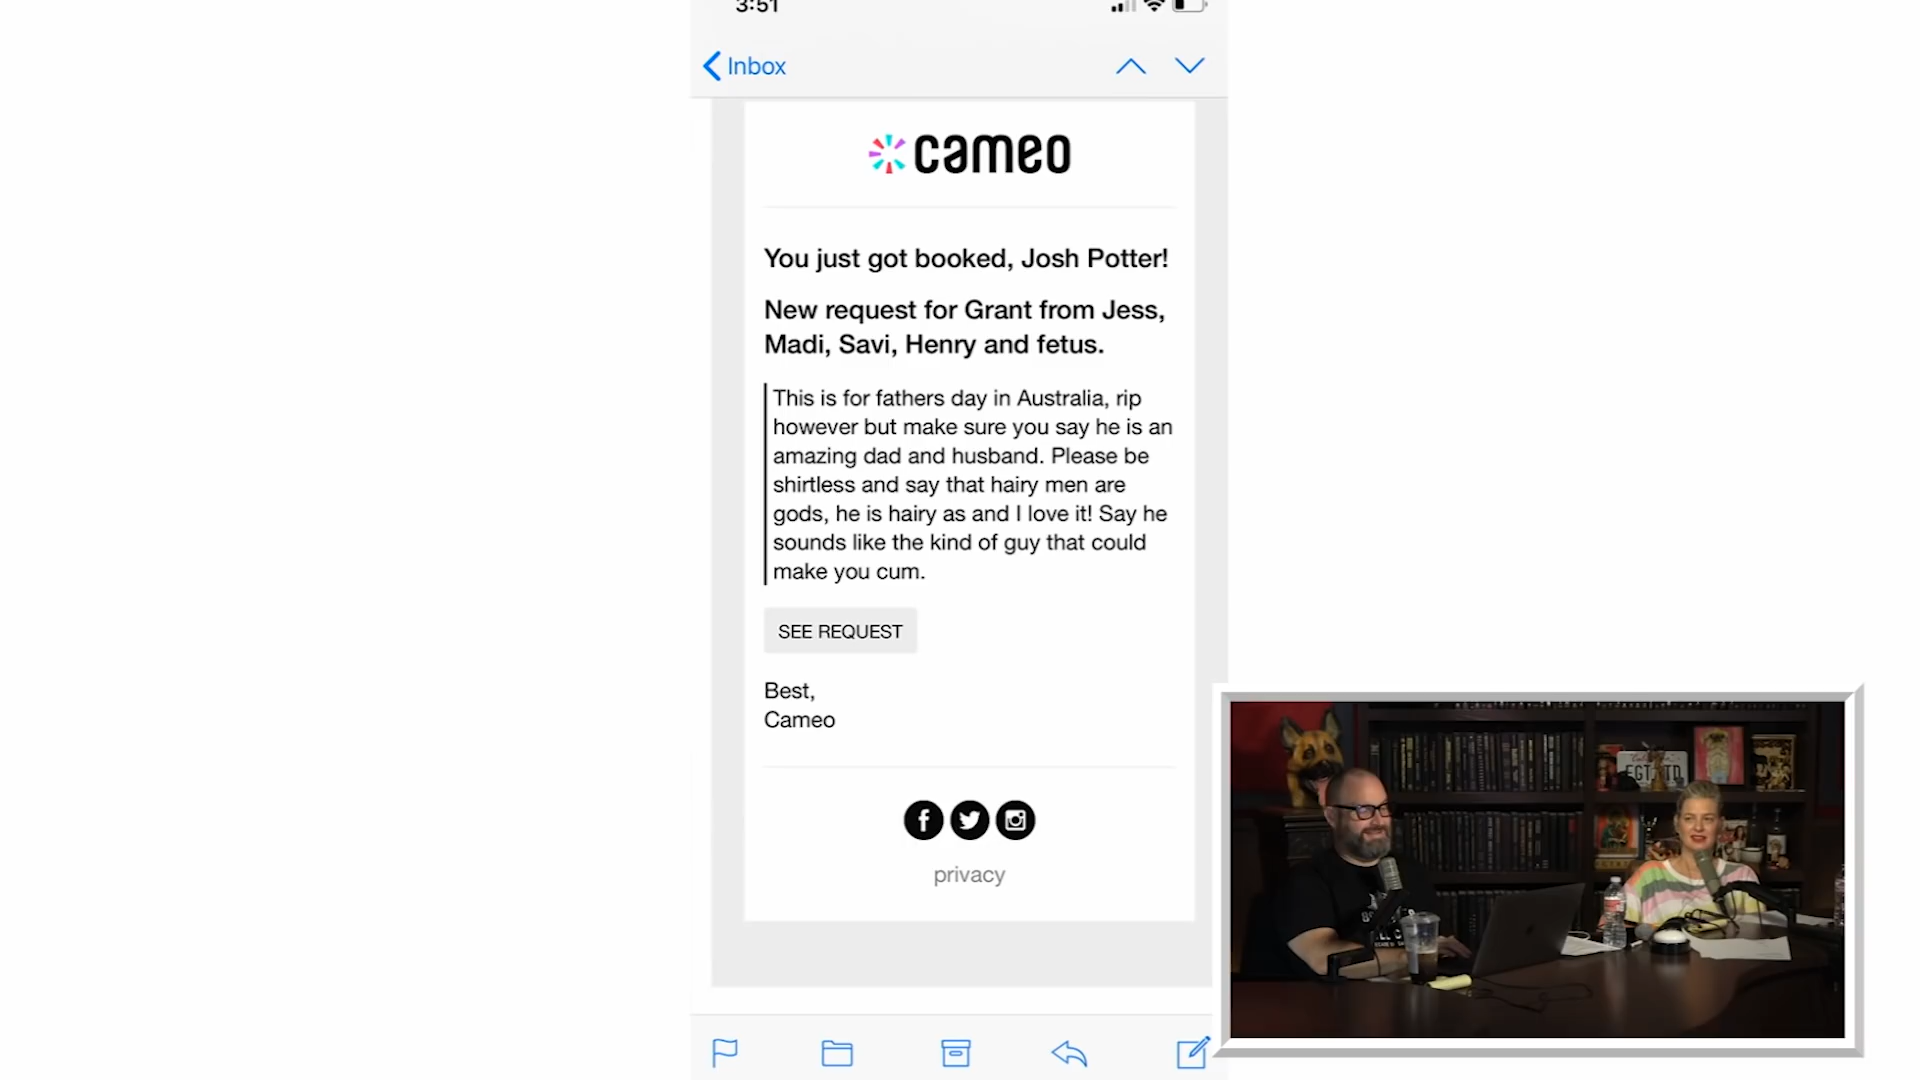 3:51
Inbox
cameo
You just got booked, Josh Potter!
New request for Grant from Jess,
Madi, Savi, Henry and fetus.
This is for fathers day in Australia, rip
however but make sure you say he is an
amazing dad and husband. Please be
shirtless and say that hairy men are
gods, he is hairy as and I love it! Say he
sounds like the kind of guy that could
make you cum.
SEE REQUEST
Best,
Cameo
privacy